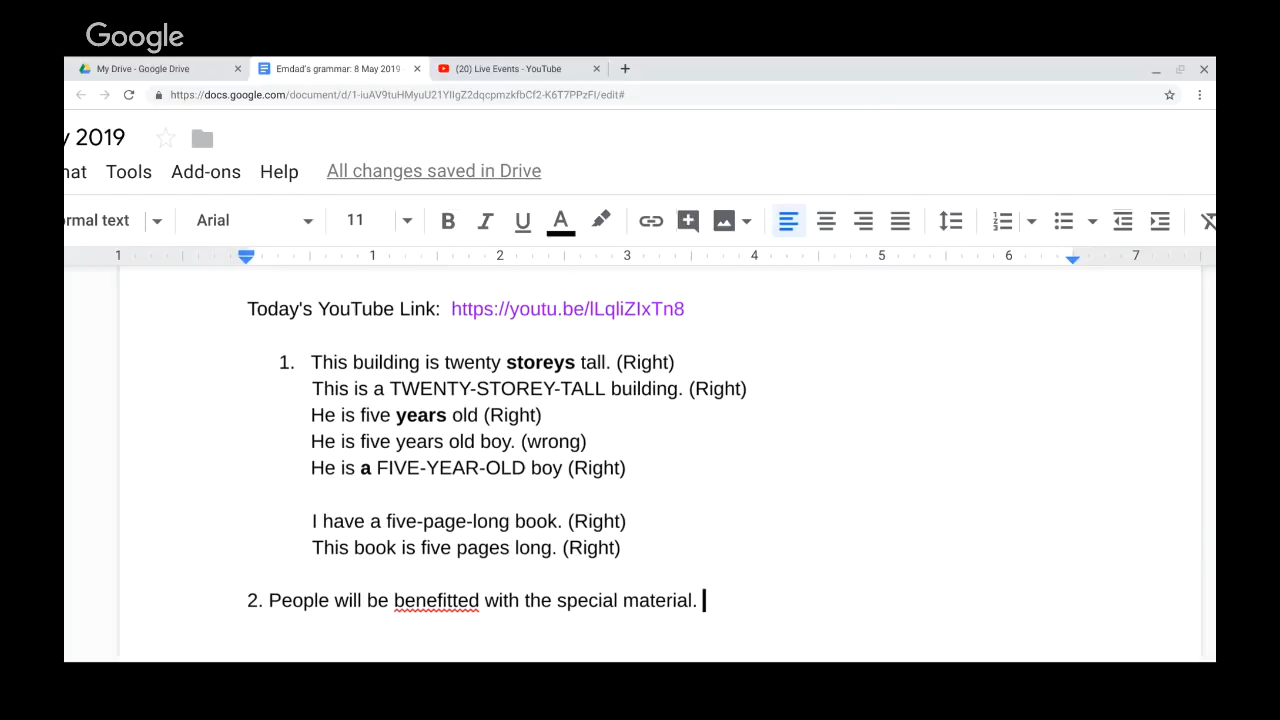 Google
My Drive - Google Drive
Emdad's grammar: 8 May 2019
(20) Live Events - YouTube
https://docs.google.com/document/d/1-iuAV9tuHMyuU21YIIgZ2dqcpmzkfbCf2-K6T7PPzFI/edit#
y 2019
mat Tools Add-ons Help All changes saved in Drive
ormal text Arial 11 B I U A
1 1 2 3 4 5 6 7
Today's YouTube Link: https://youtu.be/lLqliZIxTn8
1. This building is twenty storeys tall. (Right)
This is a TWENTY-STOREY-TALL building. (Right)
He is five years old (Right)
He is five years old boy. (wrong)
He is a FIVE-YEAR-OLD boy (Right)
I have a five-page-long book. (Right)
This book is five pages long. (Right)
2. People will be benefitted with the special material.